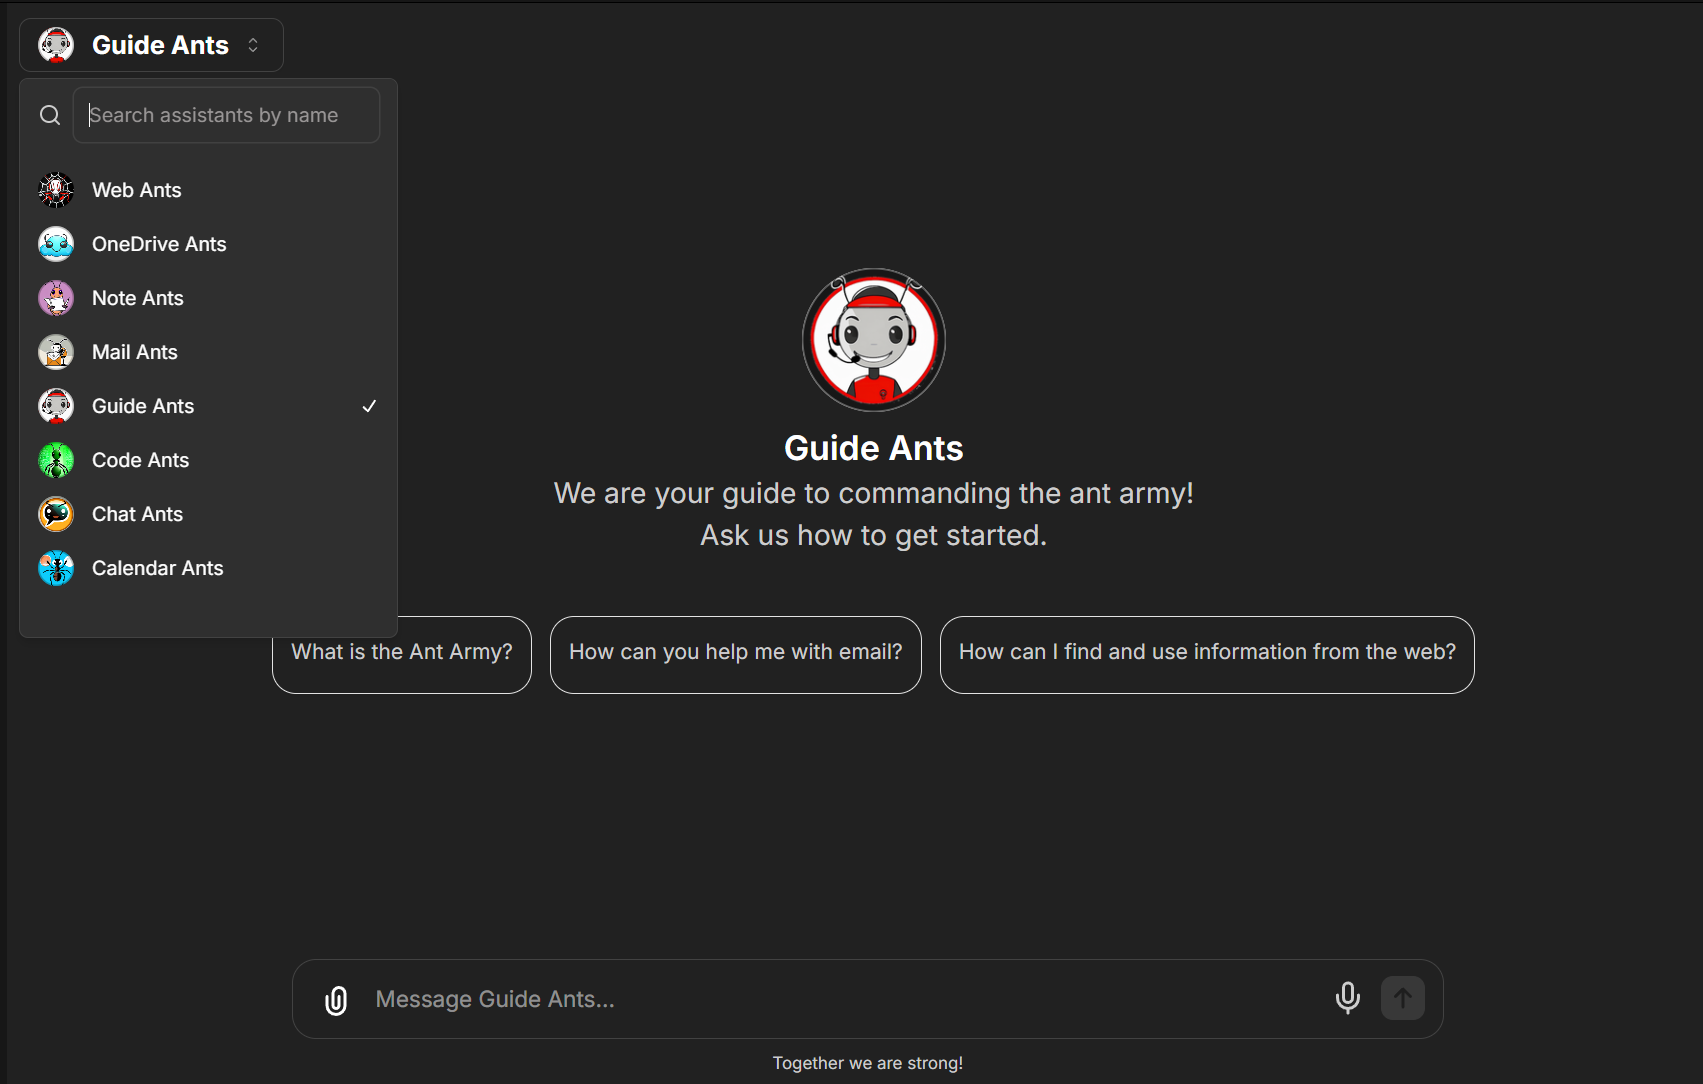 Guide Ants
Search assistants by name
Web Ants
OneDrive Ants
Note Ants
Mail Ants
Guide Ants
Code Ants
Chat Ants
Calendar Ants
Guide Ants
We are your guide to commanding the ant army!
Ask us how to get started.
What is the Ant Army?
How can you help me with email?
How can I find and use information from the web?
Message Guide Ants...
Together we are strong!